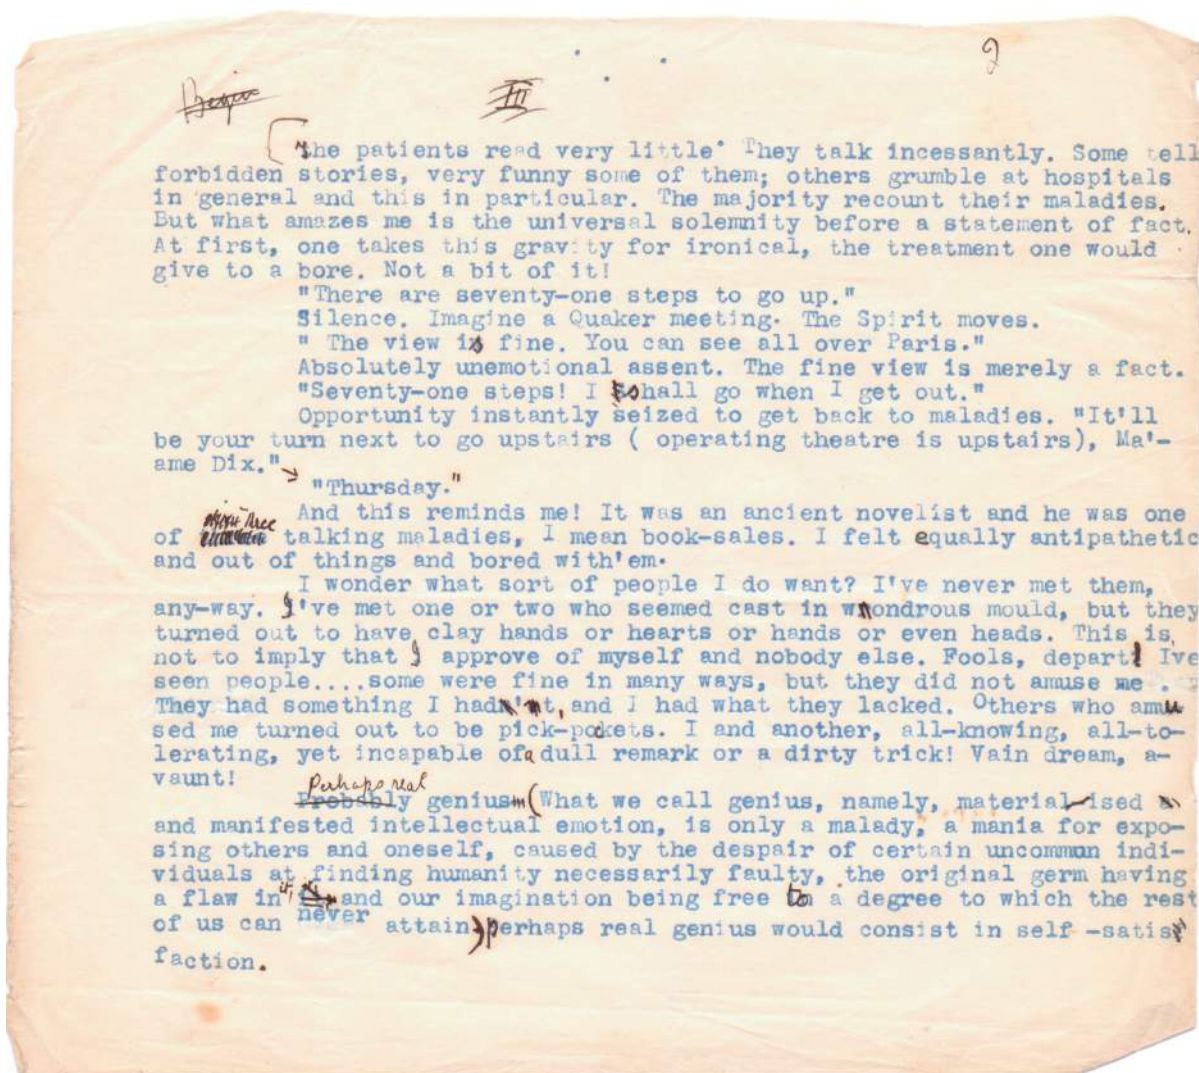 2
Begin III
The patients read very little. They talk incessantly. Some tell
forbidden stories, very funny some of them; others grumble at hospitals
in general and this in particular. The majority recount their maladies.
But what amazes me is the universal solemnity before a statement of fact.
At first, one takes this gravity for ironical, the treatment one would
give to a bore. Not a bit of it!
"There are seventy-one steps to go up."
Silence. Imagine a Quaker meeting. The Spirit moves.
" The view is fine. You can see all over Paris."
Absolutely unemotional assent. The fine view is merely a fact.
"Seventy-one steps! I shall go when I get out."
Opportunity instantly seized to get back to maladies. "It'll
be your turn next to go upstairs ( operating theatre is upstairs), Ma'-
ame Dix."
"Thursday."
And this reminds me! It was an ancient novelist and he was one
of three talking maladies, I mean book-sales. I felt equally antipathetic
and out of things and bored with'em.
I wonder what sort of people I do want? I've never met them,
any-way. I've met one or two who seemed cast in wondrous mould, but they
turned out to have clay hands or hearts or hands or even heads. This is
not to imply that I approve of myself and nobody else. Fools, depart! Ive
seen people....some were fine in many ways, but they did not amuse me .
They had something I hadn't, and I had what they lacked. Others who amu
sed me turned out to be pick-pockets. I and another, all-knowing, all-to-
lerating, yet incapable of a dull remark or a dirty trick! Vain dream, a-
vaunt!
Perhaps real
Probably genius (What we call genius, namely, materialised
and manifested intellectual emotion, is only a malady, a mania for expo-
sing others and oneself, caused by the despair of certain uncommon indi-
viduals at finding humanity necessarily faulty, the original germ having
a flaw in it, and our imagination being free to a degree to which the rest
of us can never attain) perhaps real genius would consist in self -satis
faction.